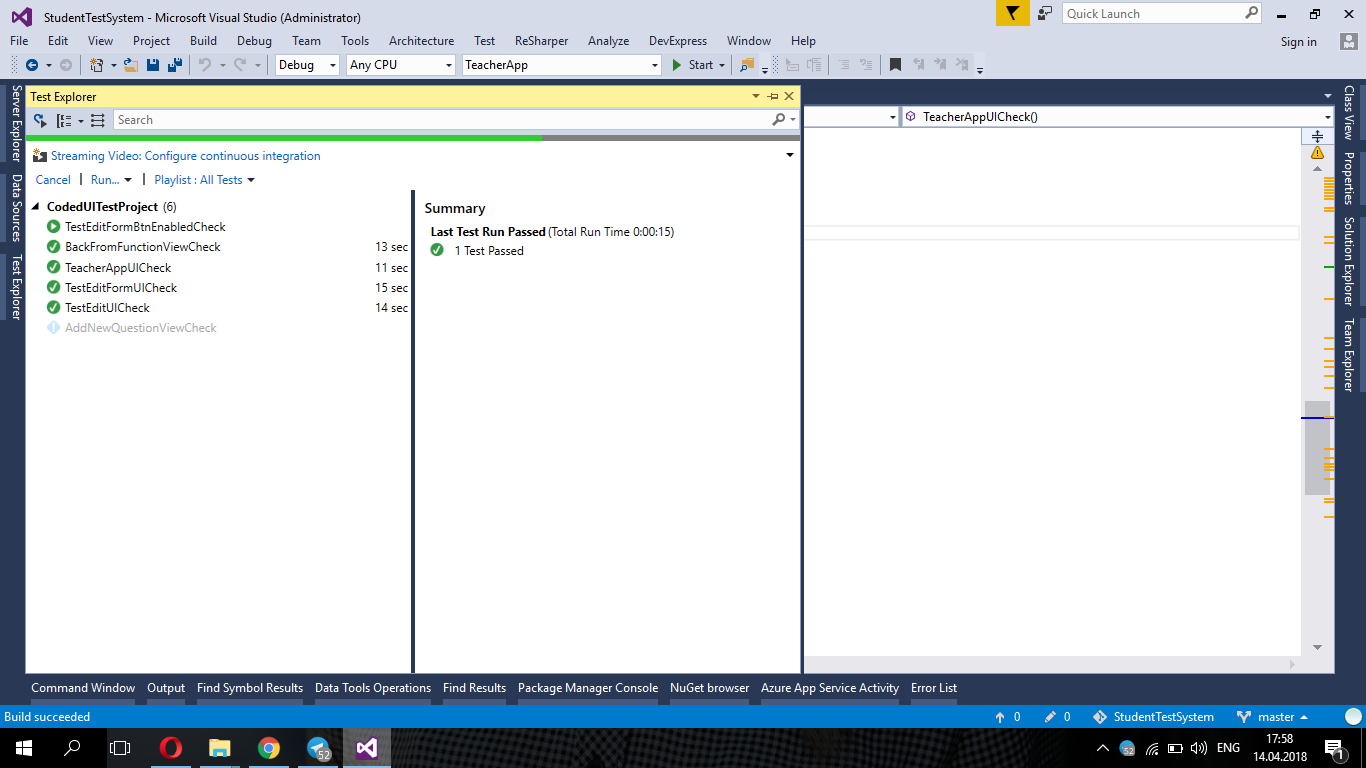 StudentTestSystem - Microsoft Visual Studio (Administrator)
Quick Launch
File Edit View Project Build Debug Team Tools Architecture Test ReSharper Analyze DevExpress Window Help
Sign in
Debug Any CPU TeacherApp Start
Server Explorer
Data Sources
Test Explorer
Test Explorer
Search
Streaming Video: Configure continuous integration
Cancel | Run... | Playlist : All Tests
CodedUITestProject (6)
TestEditFormBtnEnabledCheck
BackFromFunctionViewCheck 13 sec
TeacherAppUICheck 11 sec
TestEditFormUICheck 15 sec
TestEditUICheck 14 sec
AddNewQuestionViewCheck
Summary
Last Test Run Passed (Total Run Time 0:00:15)
1 Test Passed
TeacherAppUICheck()
Class View
Properties
Solution Explorer
Team Explorer
Command Window Output Find Symbol Results Data Tools Operations Find Results Package Manager Console NuGet browser Azure App Service Activity Error List
Build succeeded 0 0 StudentTestSystem master
52
52 ENG 17:58
14.04.2018
1